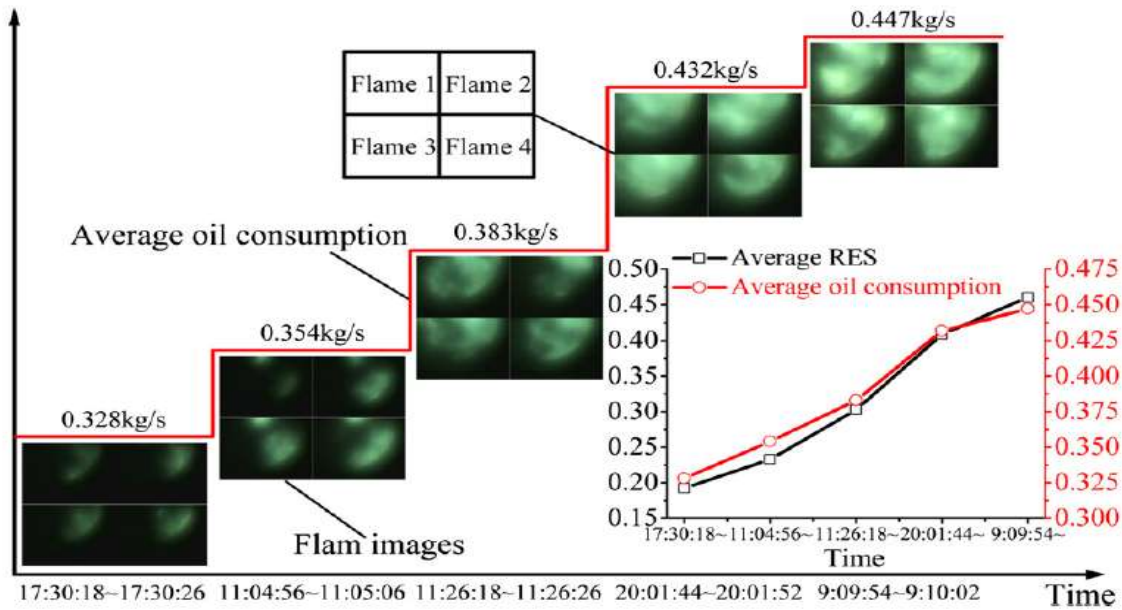 0.447kg/s
0.432kg/s
Flame 1 Flame 2
Flame 3 Flame 4
Average oil consumption
0.383kg/s
0.354kg/s
0.328kg/s
Flam images
Average RES
Average oil consumption
0.50
0.45
0.40
0.35
0.30
0.25
0.20
0.15
0.475
0.450
0.425
0.400
0.375
0.350
0.325
0.300
17:30:18~11:04:56~11:26:18~20:01:44~ 9:09:54~
Time
17:30:18~17:30:26 11:04:56~11:05:06 11:26:18~11:26:26 20:01:44~20:01:52 9:09:54~9:10:02 Time